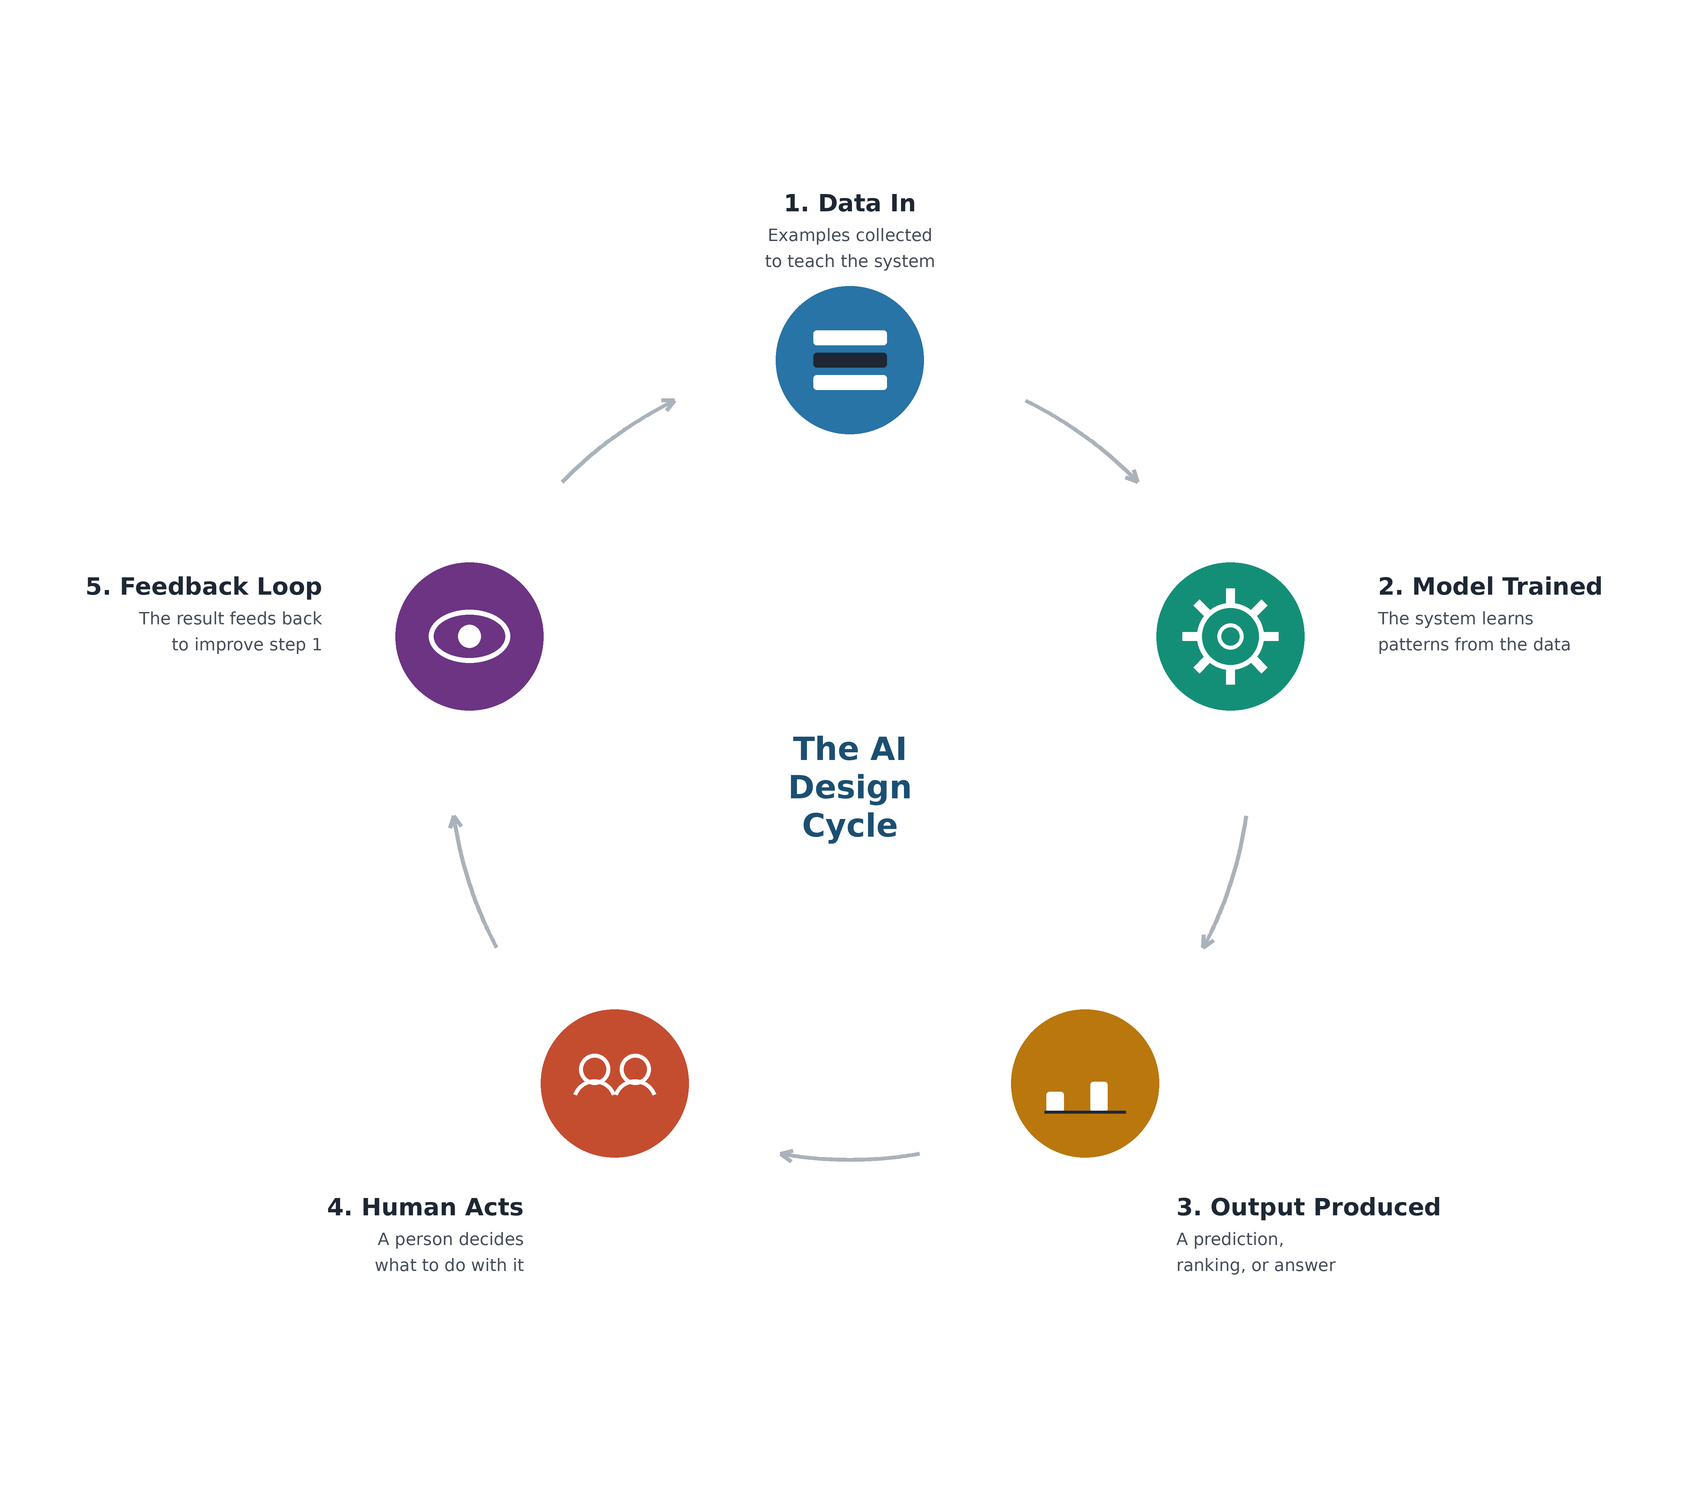 1. Data In
Examples collected
to teach the system
2. Model Trained
The system learns
patterns from the data
3. Output Produced
A prediction,
ranking, or answer
4. Human Acts
A person decides
what to do with it
5. Feedback Loop
The result feeds back
to improve step 1
The AI
Design
Cycle